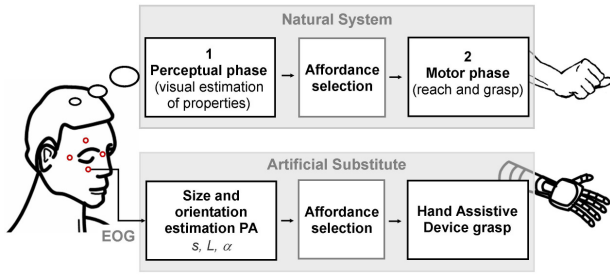 Natural System
1
Perceptual phase
(visual estimation
of properties)
Affordance
selection
2
Motor phase
(reach and grasp)
Artificial Substitute
EOG
Size and
orientation
estimation PA
s, L, α
Affordance
selection
Hand Assistive
Device grasp